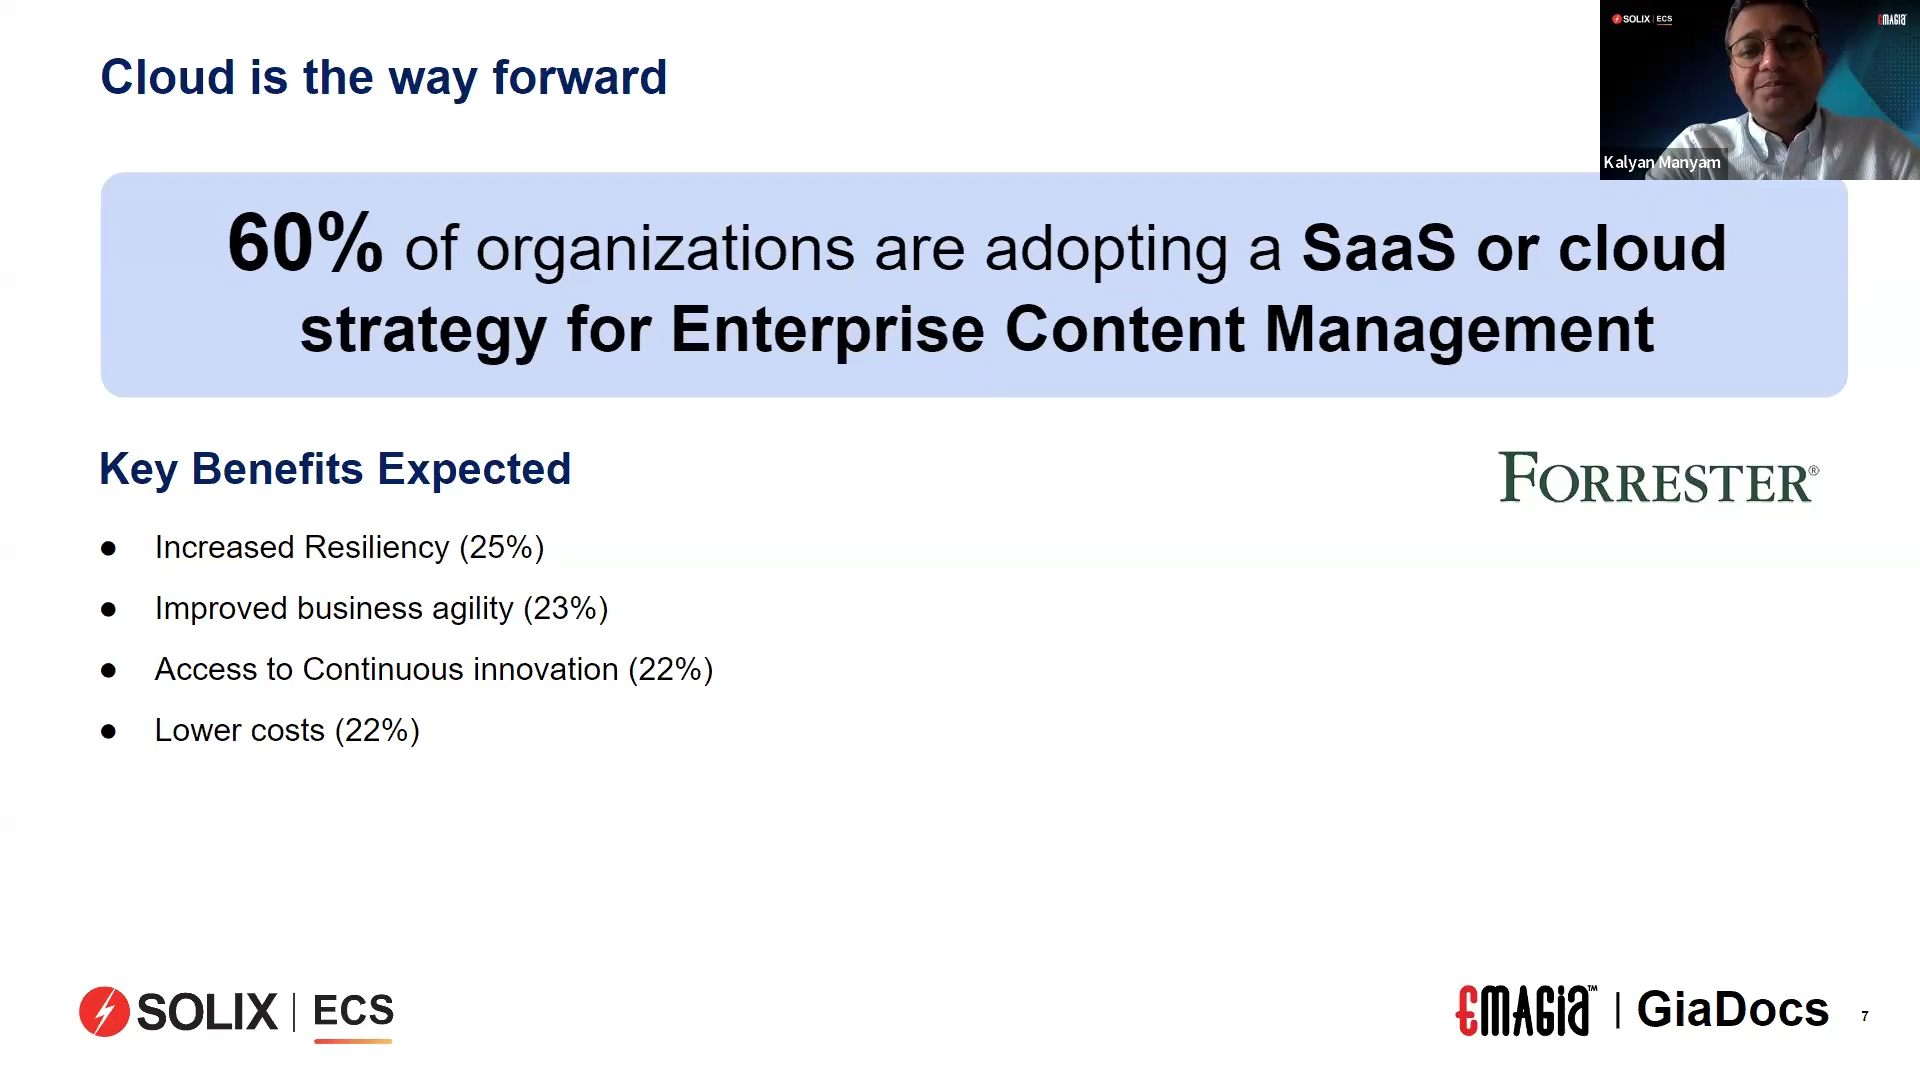 Cloud is the way forward
SOLIX | ECS
EMAGIA
Kalyan Manyam
60% of organizations are adopting a SaaS or cloud
strategy for Enterprise Content Management
Key Benefits Expected
FORRESTER®
● Increased Resiliency (25%)
● Improved business agility (23%)
● Access to Continuous innovation (22%)
● Lower costs (22%)
SOLIX | ECS
EMAGIA™ | GiaDocs
7